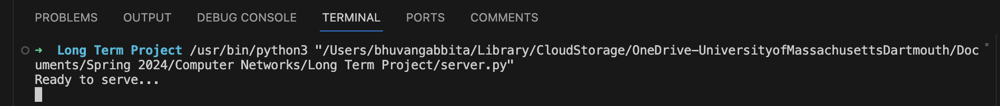 PROBLEMS OUTPUT DEBUG CONSOLE TERMINAL PORTS COMMENTS
➜ Long Term Project /usr/bin/python3 "/Users/bhuvangabbita/Library/CloudStorage/OneDrive-UniversityofMassachusettsDartmouth/Doc
uments/Spring 2024/Computer Networks/Long Term Project/server.py"
Ready to serve...